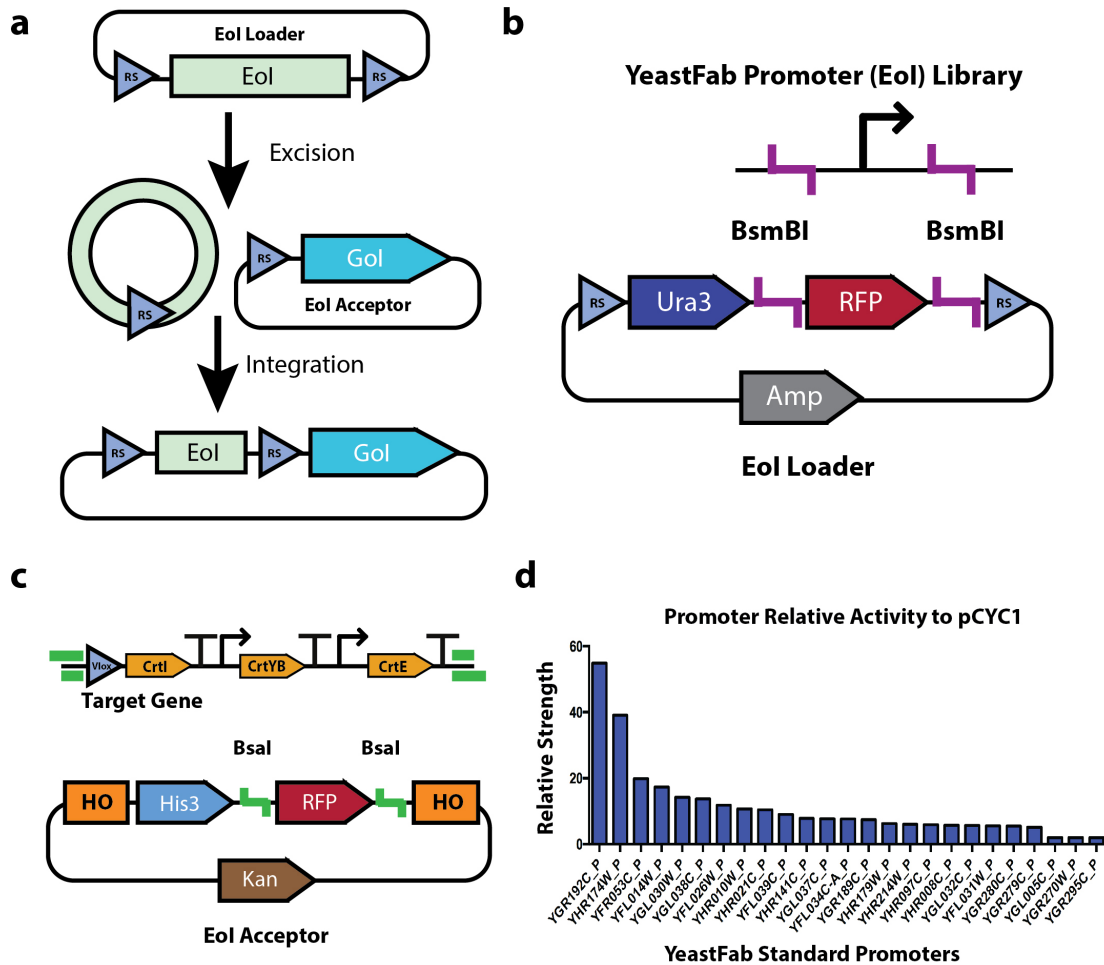 a
EoI Loader
RS
EoI
RS
Excision
RS
RS
GoI
EoI Acceptor
Integration
RS
EoI
RS
GoI
b
YeastFab Promoter (EoI) Library
BsmBI
BsmBI
RS
Ura3
RFP
RS
Amp
EoI Loader
c
Vlox
CrtI
CrtYB
CrtE
Target Gene
BsaI
BsaI
HO
His3
RFP
HO
Kan
EoI Acceptor
d
Promoter Relative Activity to pCYC1
Relative Strength
60
40
20
0
YGR192C_P
YHR174W_P
YFR053C_P
YFL014W_P
YGL030W_P
YGL038C_P
YFL026W_P
YHR010W_P
YHR021C_P
YFL039C_P
YHR141C_P
YGL037C_P
YFL034C-A_P
YGR189C_P
YHR179W_P
YHR214W_P
YHR097C_P
YHR008C_P
YGL032C_P
YFL031W_P
YGR280C_P
YGR279C_P
YGL005C_P
YGR270W_P
YGR295C_P
YeastFab Standard Promoters